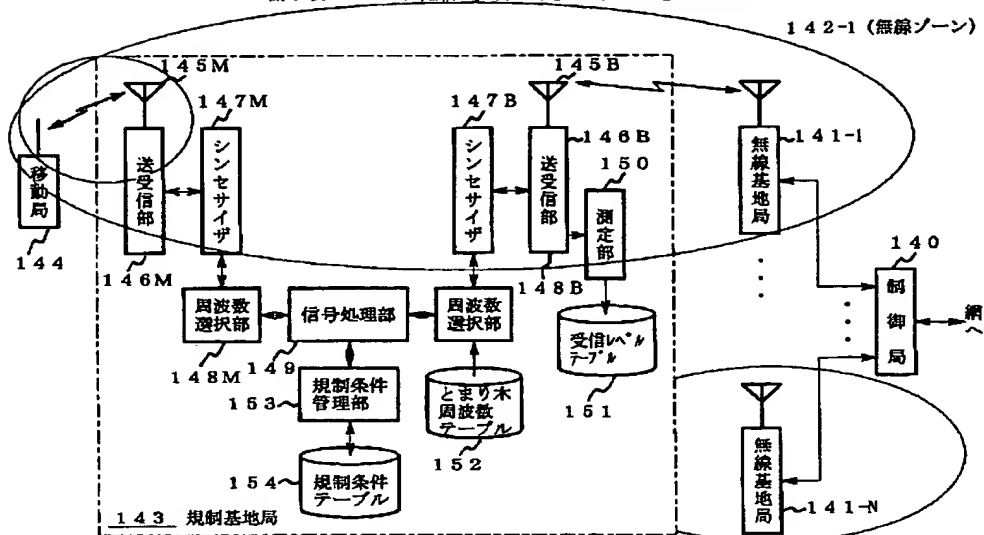 142-1(無線ゾーン)
145M
147M
シンセサイザ
送受信部
移動局
144
146M
145B
147B
シンセサイザ
146B
送受信部
150
測定部
148B
無線基地局
141-1
140
制御局
網へ
周波数
選択部
148M
信号処理部
149
周波数
選択部
受信レベル
テーブル
151
153
規制条件
管理部
とまり木
周波数
テーブル
152
154
規制条件
テーブル
143 規制基地局
無線基地局
141-N